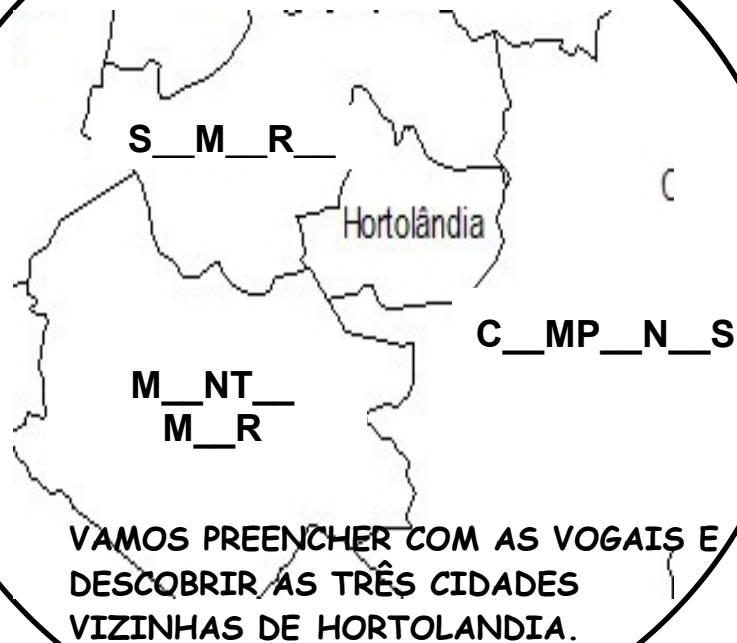 S__M__R__
Hortolândia
C__MP__N__S
M__NT__
M__R
VAMOS PREENCHER COM AS VOGAIS E
DESCOBRIR AS TRÊS CIDADES
VIZINHAS DE HORTOLANDIA.